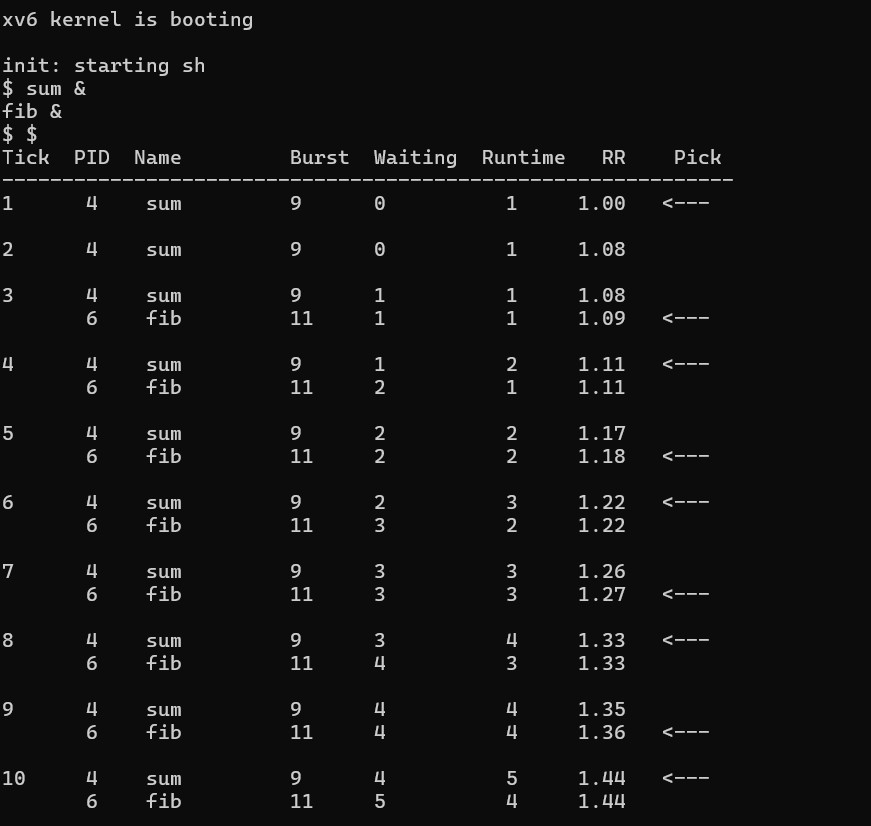 xv6 kernel is booting
init: starting sh
$ sum &
fib &
$ $
Tick PID Name Burst Waiting Runtime RR Pick
-------------------------------------------------------------
1 4 sum 9 0 1 1.00 <---
2 4 sum 9 0 1 1.08
3 4 sum 9 1 1 1.08
6 fib 11 1 1 1.09 <---
4 4 sum 9 1 2 1.11 <---
6 fib 11 2 1 1.11
5 4 sum 9 2 2 1.17
6 fib 11 2 2 1.18 <---
6 4 sum 9 2 3 1.22 <---
6 fib 11 3 2 1.22
7 4 sum 9 3 3 1.26
6 fib 11 3 3 1.27 <---
8 4 sum 9 3 4 1.33 <---
6 fib 11 4 3 1.33
9 4 sum 9 4 4 1.35
6 fib 11 4 4 1.36 <---
10 4 sum 9 4 5 1.44 <---
6 fib 11 5 4 1.44